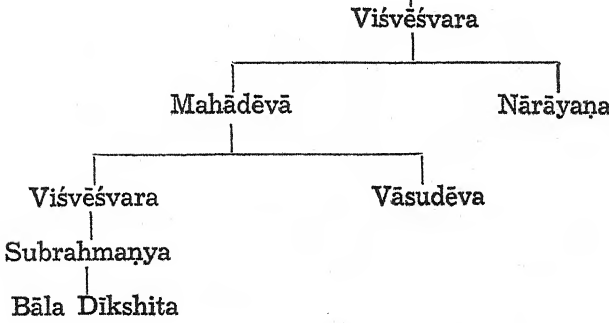 Viśvēśvara
Mahādēvā Nārāyaṇa
Viśvēśvara Vāsudēva
Subrahmaṇya
Bāla Dīkshita